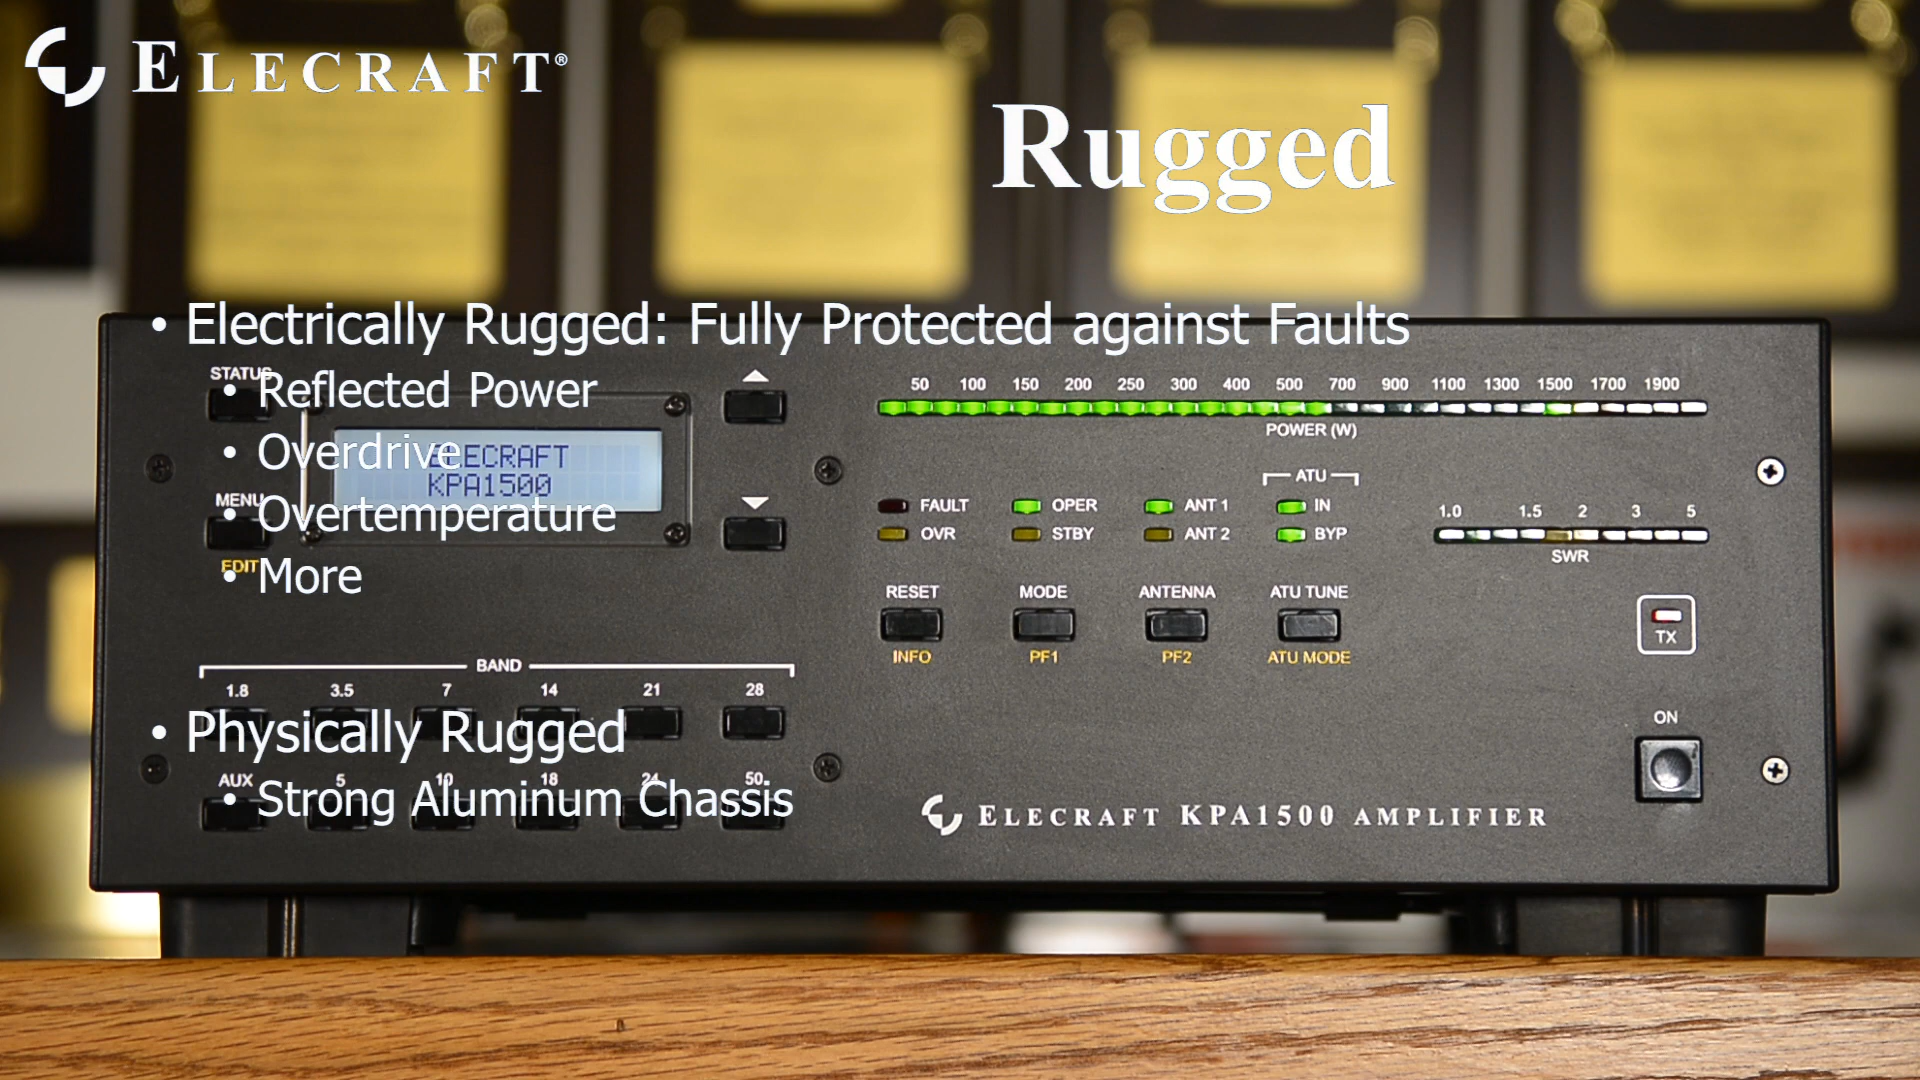 ELECRAFT®
Rugged
• Electrically Rugged: Fully Protected against Faults
• Reflected Power
• Overdrive
• Overtemperature
• More
• Physically Rugged
• Strong Aluminum Chassis
STATUS
ELECRAFT
KPA1500
MENU
EDIT
BAND
1.8 3.5 7 14 21 28
AUX 5 10 18 24 50
50 100 150 200 250 300 400 500 700 900 1100 1300 1500 1700 1900
POWER (W)
ATU
FAULT OPER ANT 1 IN
OVR STBY ANT 2 BYP
1.0 1.5 2 3 5
SWR
RESET MODE ANTENNA ATU TUNE
INFO PF1 PF2 ATU MODE
TX
ON
ELECRAFT KPA1500 AMPLIFIER